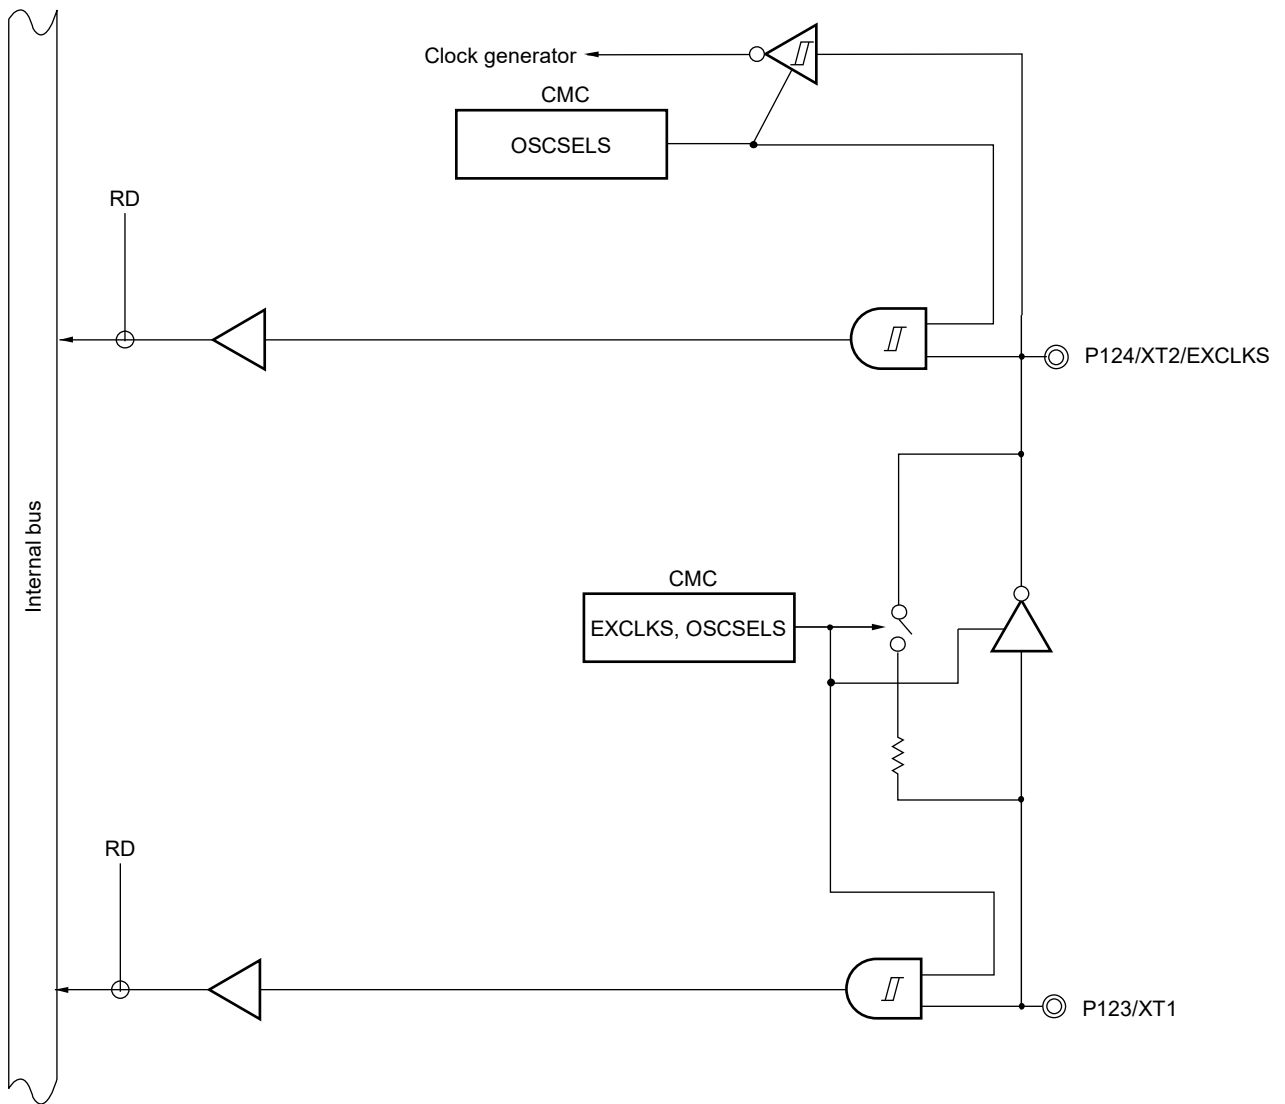 Clock generator
CMC
OSCSELS
RD
P124/XT2/EXCLKS
Internal bus
CMC
EXCLKS, OSCSELS
RD
P123/XT1